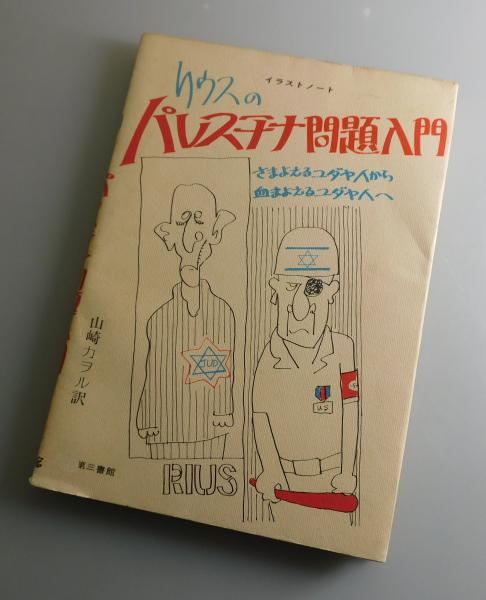 イラストノート
リウスの
パレスチナ問題入門
さまよえるユダヤ人から
血まよえるユダヤ人へ
JUD
US
山崎カヲル訳
RIUS
第三書館